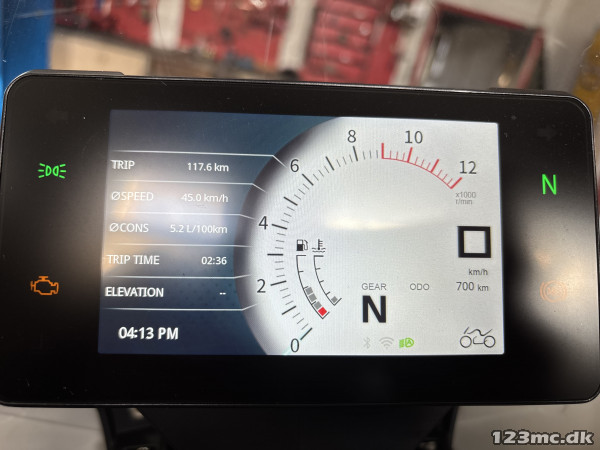 TRIP 117.6 km
ØSPEED 45.0 km/h
ØCONS 5.2 L/100km
TRIP TIME 02:36
ELEVATION --
04:13 PM
0
2
4
6
8
10
12
x1000
r/min
0
km/h
GEAR ODO 700 km
N
N
123mc.dk